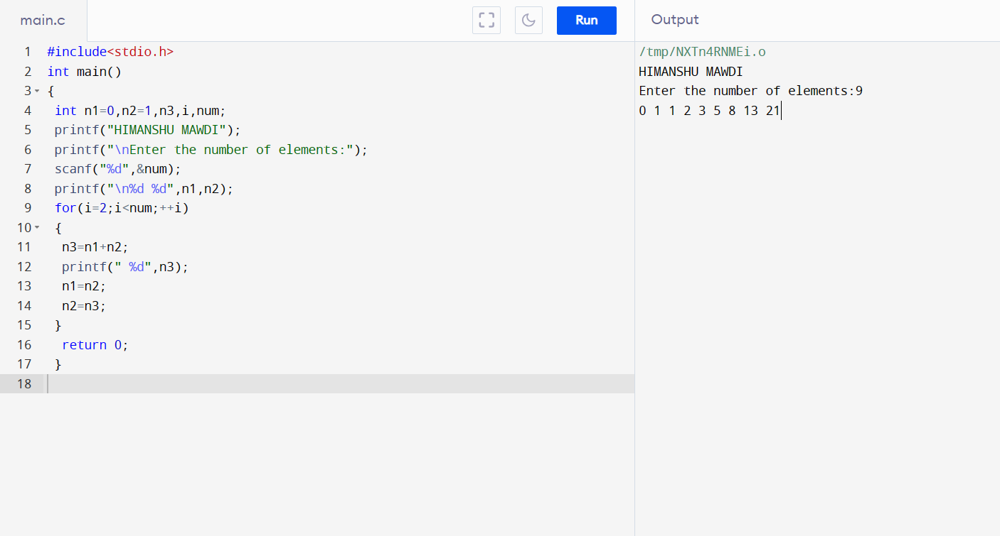 main.c
Run
Output
1 #include<stdio.h>
2 int main()
3 {
4 int n1=0,n2=1,n3,i,num;
5 printf("HIMANSHU MAWDI");
6 printf("\nEnter the number of elements:");
7 scanf("%d",&num);
8 printf("\n%d %d",n1,n2);
9 for(i=2;i<num;++i)
10 {
11 n3=n1+n2;
12 printf(" %d",n3);
13 n1=n2;
14 n2=n3;
15 }
16 return 0;
17 }
18
/tmp/NXTn4RNMEi.o
HIMANSHU MAWDI
Enter the number of elements:9
0 1 1 2 3 5 8 13 21